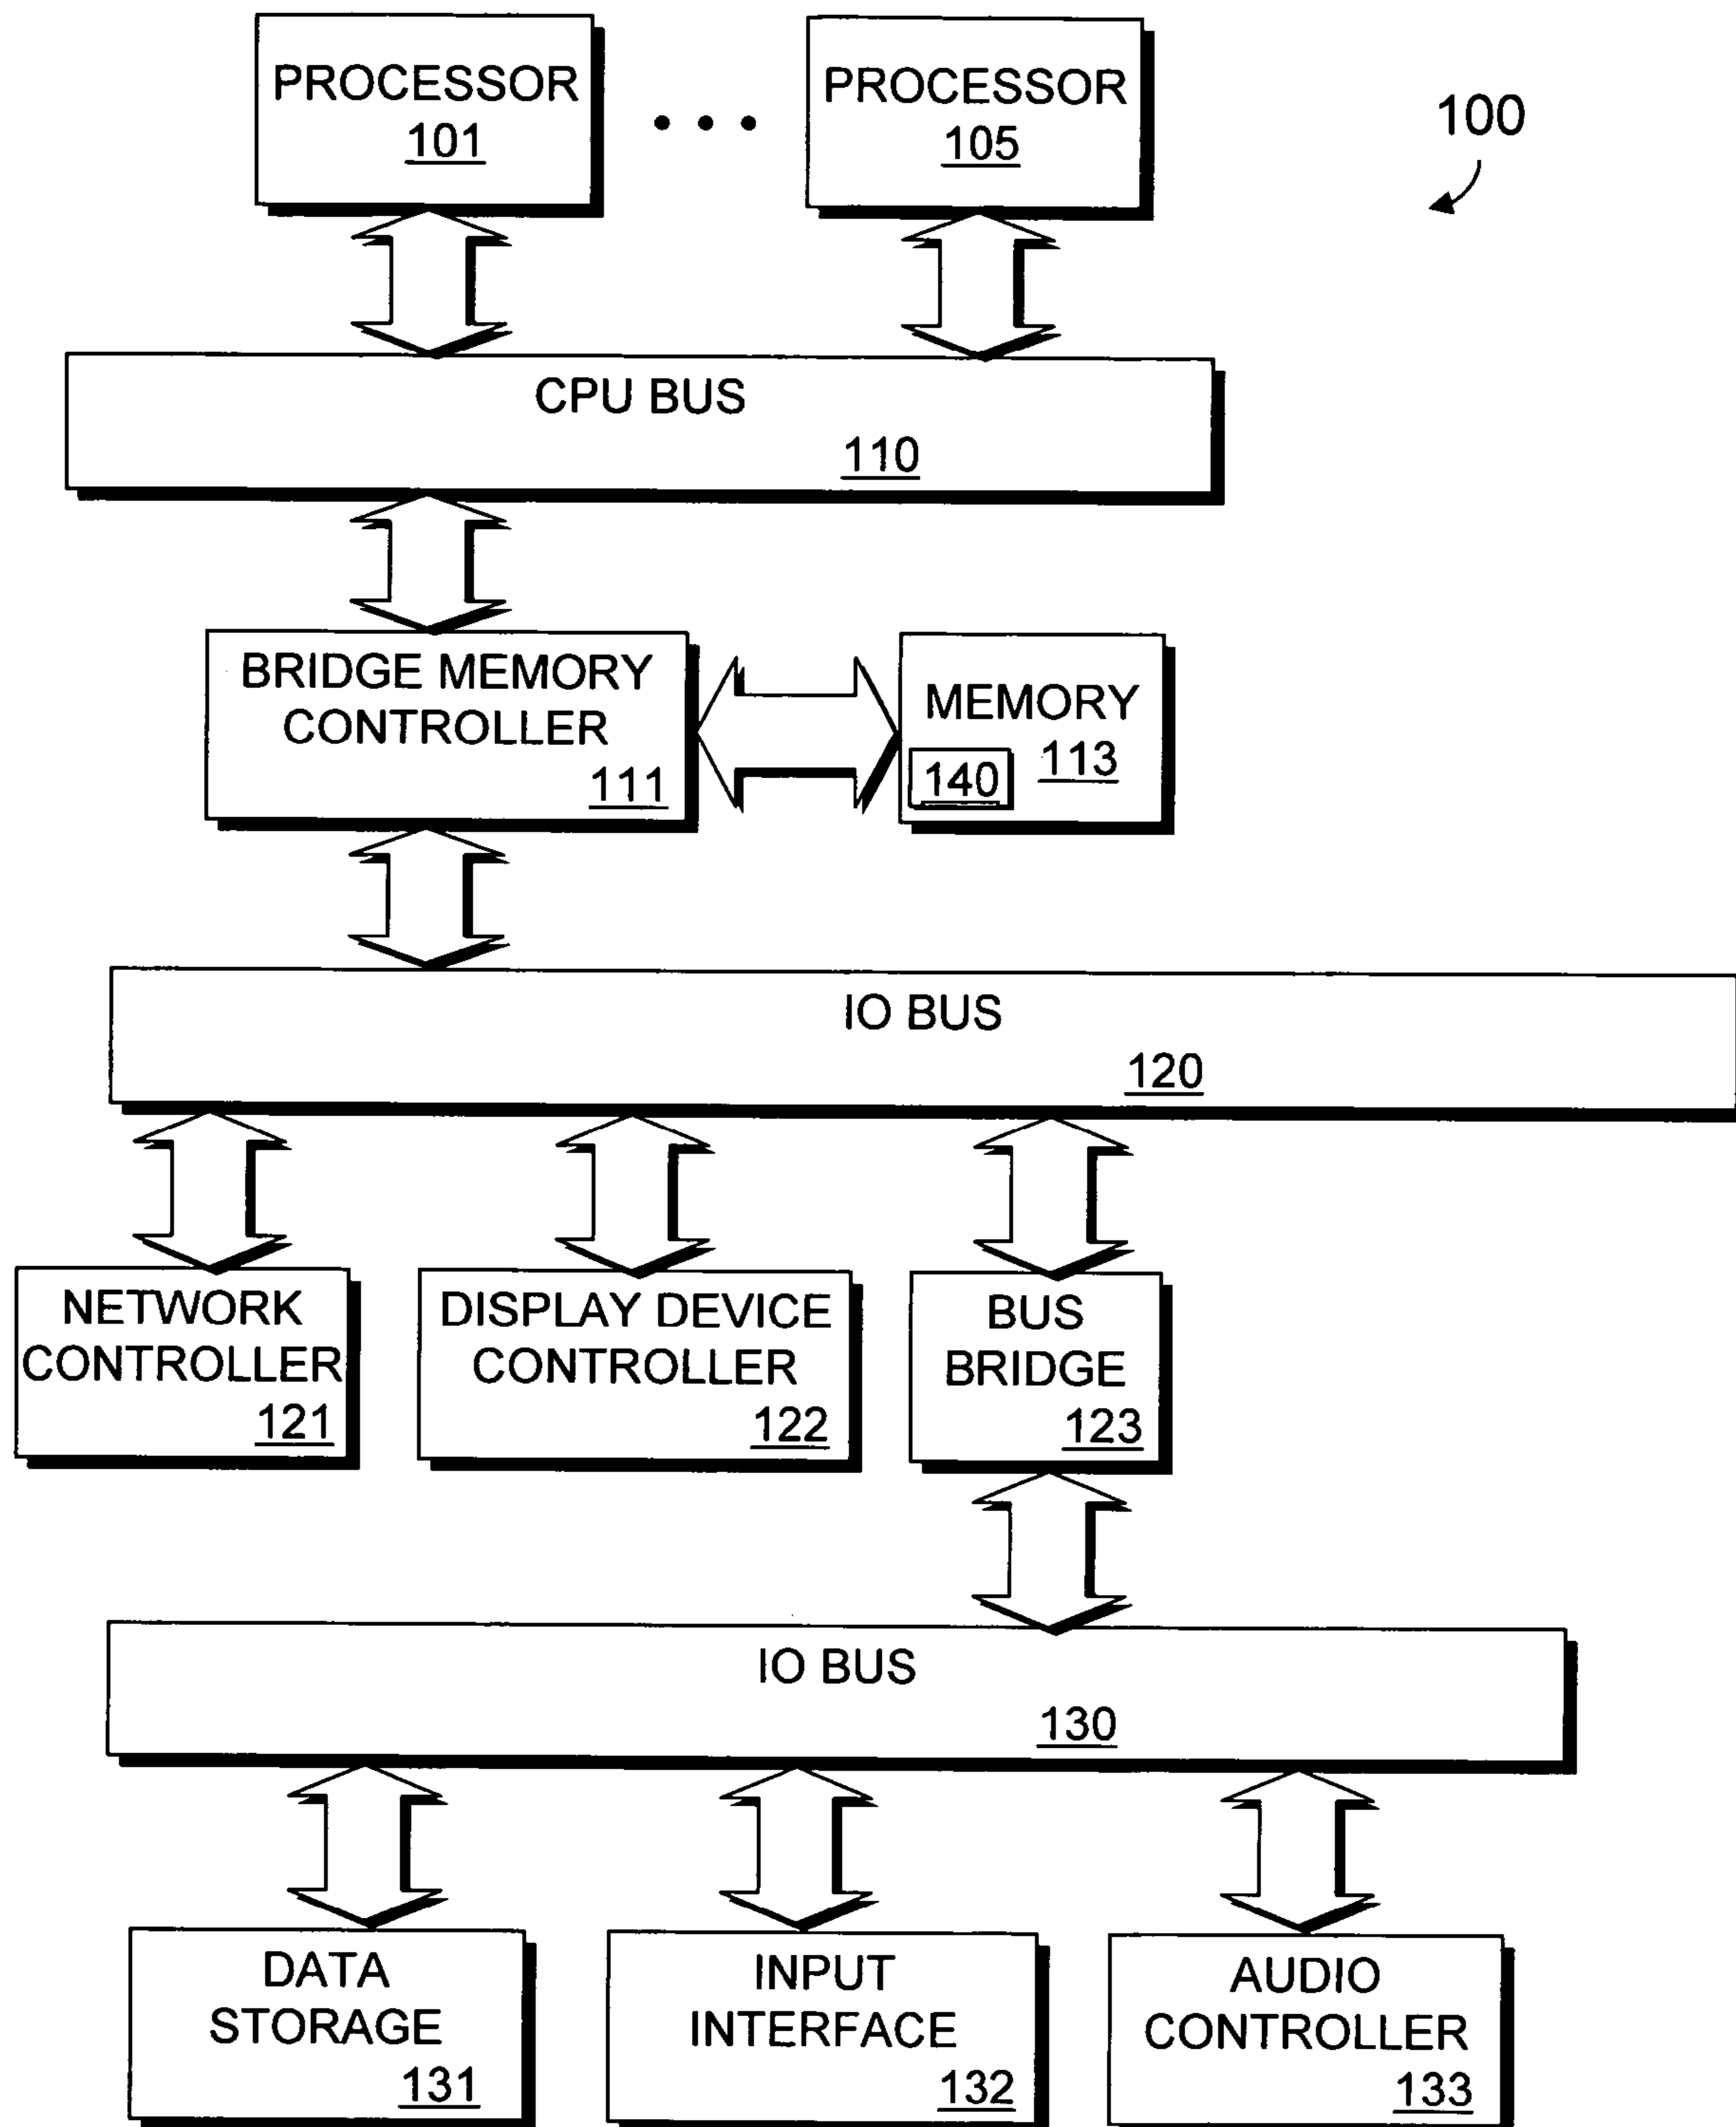 PROCESSOR
101
PROCESSOR
105
100
CPU BUS
110
BRIDGE MEMORY
CONTROLLER
111
MEMORY
113
140
IO BUS
120
NETWORK
CONTROLLER
121
DISPLAY DEVICE
CONTROLLER
122
BUS
BRIDGE
123
IO BUS
130
DATA
STORAGE
131
INPUT
INTERFACE
132
AUDIO
CONTROLLER
133